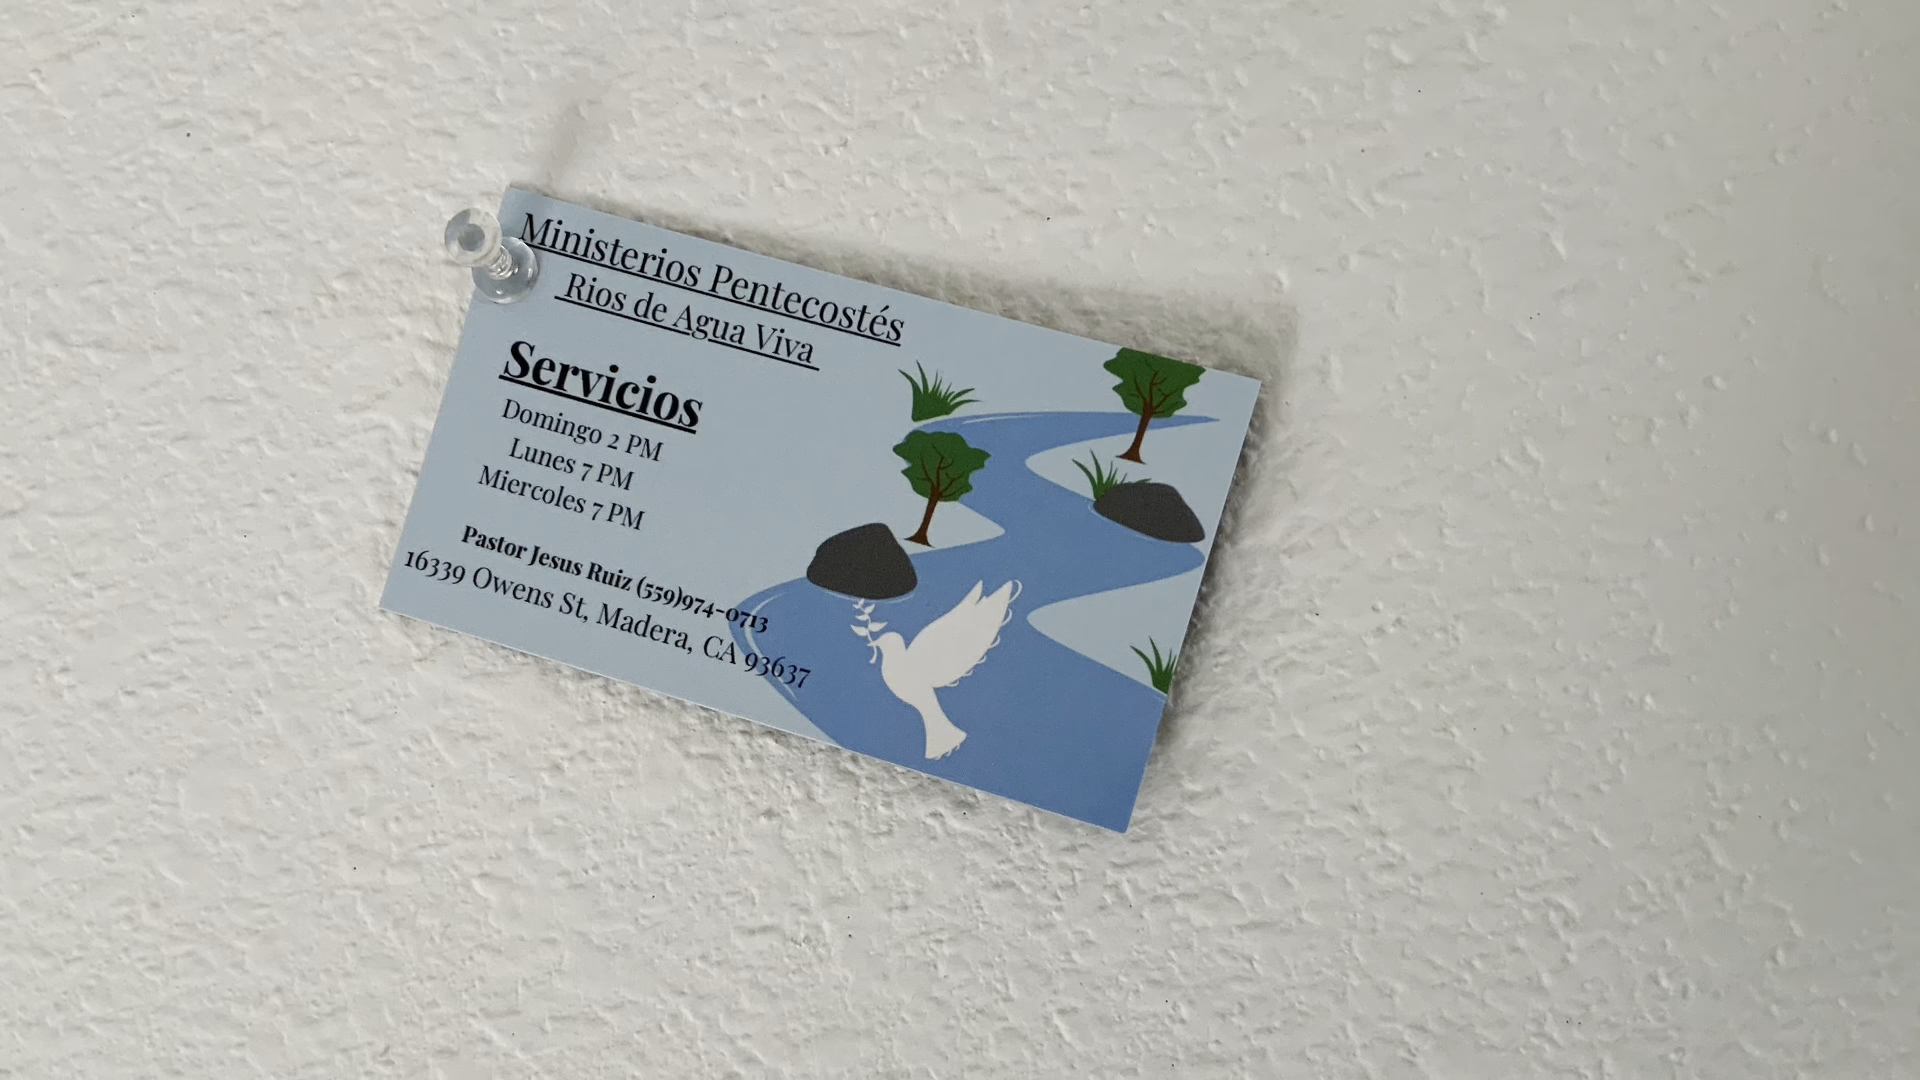 Ministerios Pentecostés
Rios de Agua Viva
Servicios
Domingo 2 PM
Lunes 7 PM
Miercoles 7 PM
Pastor Jesus Ruiz (559)974-0713
16339 Owens St, Madera, CA 93637